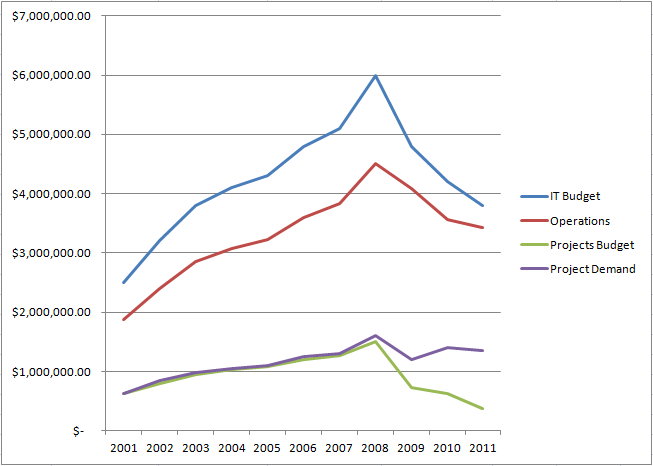 $7,000,000.00
$6,000,000.00
$5,000,000.00
$4,000,000.00
$3,000,000.00
$2,000,000.00
$1,000,000.00
$-
2001 2002 2003 2004 2005 2006 2007 2008 2009 2010 2011
IT Budget
Operations
Projects Budget
Project Demand